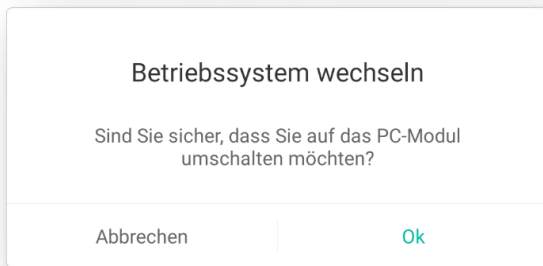 Betriebssystem wechseln
Sind Sie sicher, dass Sie auf das PC-Modul
umschalten möchten?
Abbrechen
Ok